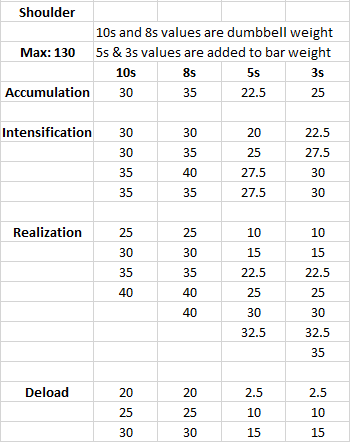 Shoulder
10s and 8s values are dumbbell weight
Max: 130 5s & 3s values are added to bar weight
10s 8s 5s 3s
Accumulation 30 35 22.5 25
Intensification 30 30 20 22.5
30 35 25 27.5
35 40 27.5 30
35 35 27.5 30
Realization 25 25 10 10
30 30 15 15
35 35 22.5 22.5
40 40 25 25
40 30 30
32.5 32.5
35
Deload 20 20 2.5 2.5
25 25 10 10
30 30 15 15